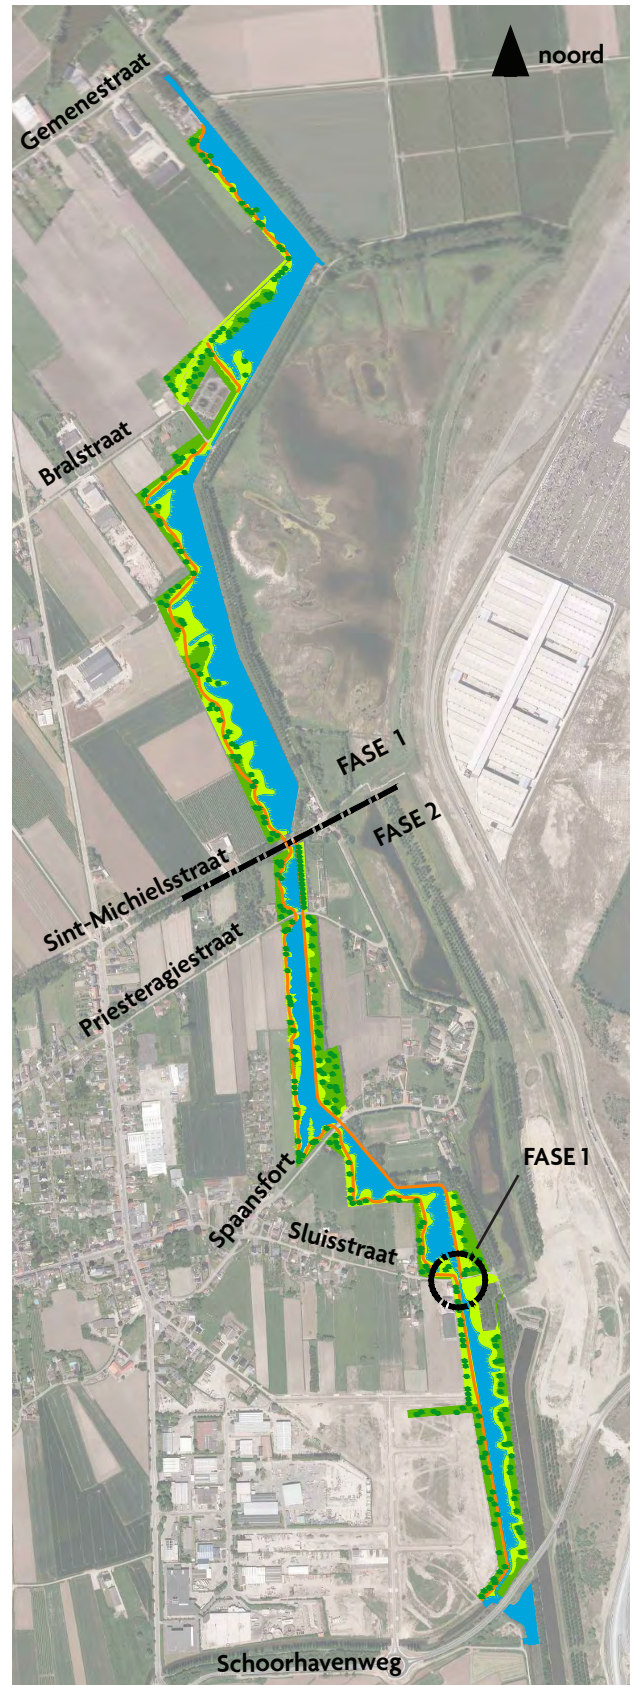 noord
Gemenestraat
Bralstraat
FASE 1
FASE 2
Sint-Michielsstraat
Priesteragiestraat
FASE 1
Spaansfort
Sluisstraat
Schoorhavenweg